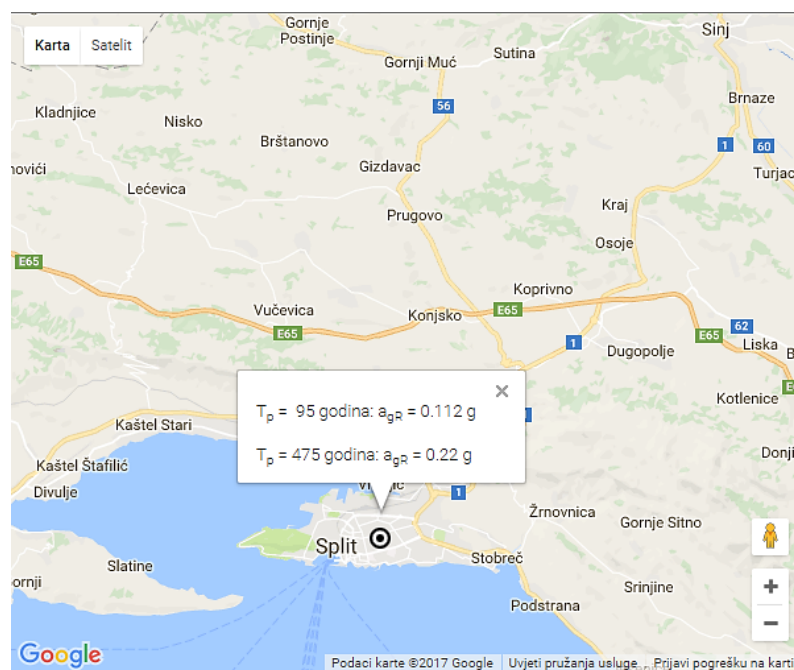 Gornje
Postinje
Sinj
Karta Satelit
Gornji Muć
Sutina
Kladnjice
56
Brnaze
Nisko
Brštanovo
1
60
Gizdavac
Turjac
ovići
Lećevica
Kraj
Prugovo
Osoje
E65
Koprivno
Vučevica
Konjsko
E65
E65
62
1
E65
Liska
Dugopolje
Kotlenice
Tp = 95 godina: agR = 0.112 g
Kaštel Stari
Tp = 475 godina: agR = 0.22 g
Donji
Kaštel Štafilić
Divulje
1
Žrnovnica
Gornje Sitno
Split
Stobreč
Slatine
ornji
Srinjine
Podstrana
Google
Podaci karte ©2017 Google Uvjeti pružanja usluge Prijavi pogrešku na karti